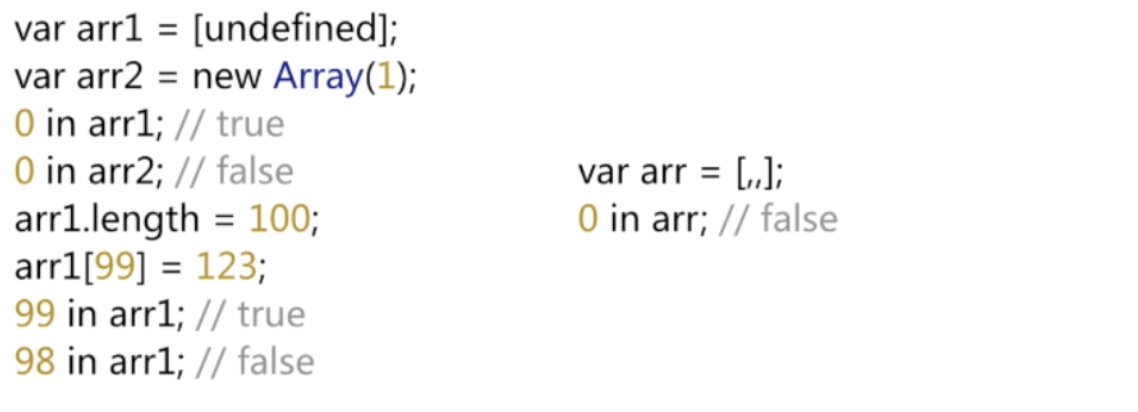 var arr1 = [undefined];
var arr2 = new Array(1);
0 in arr1; // true
0 in arr2; // false
arr1.length = 100;
arr1[99] = 123;
99 in arr1; // true
98 in arr1; // false
var arr = [,,];
0 in arr; // false